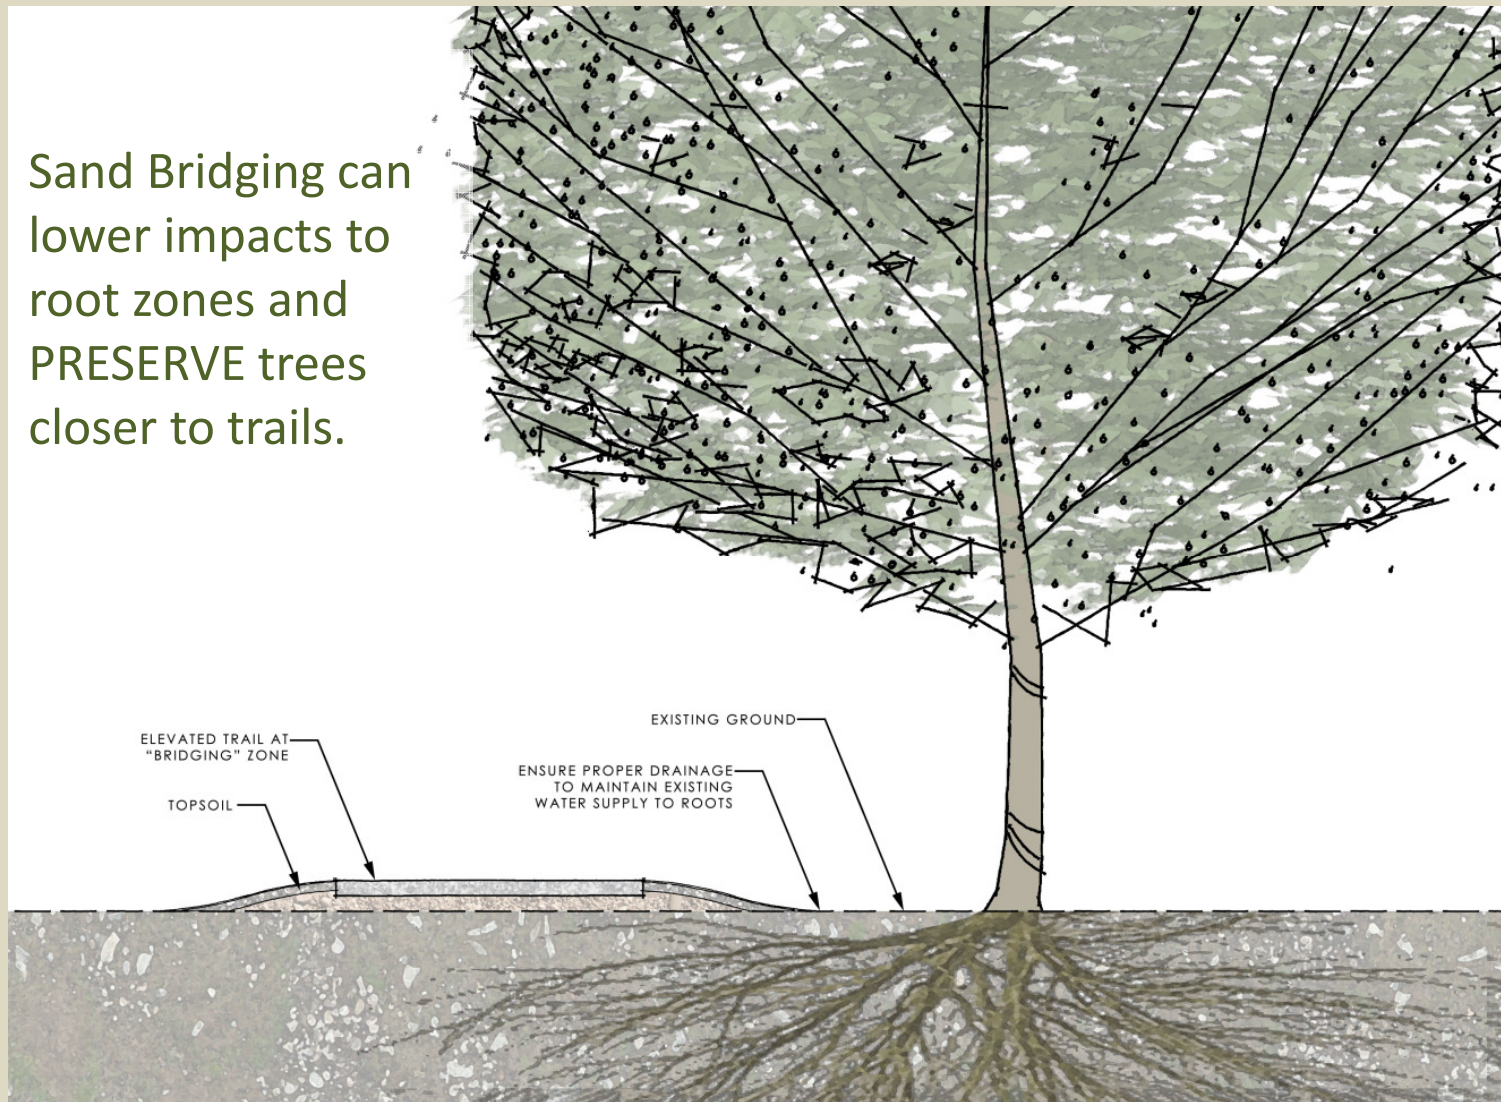 Sand Bridging can
lower impacts to
root zones and
PRESERVE trees
closer to trails.
EXISTING GROUND
ELEVATED TRAIL AT
"BRIDGING" ZONE
ENSURE PROPER DRAINAGE
TO MAINTAIN EXISTING
WATER SUPPLY TO ROOTS
TOPSOIL